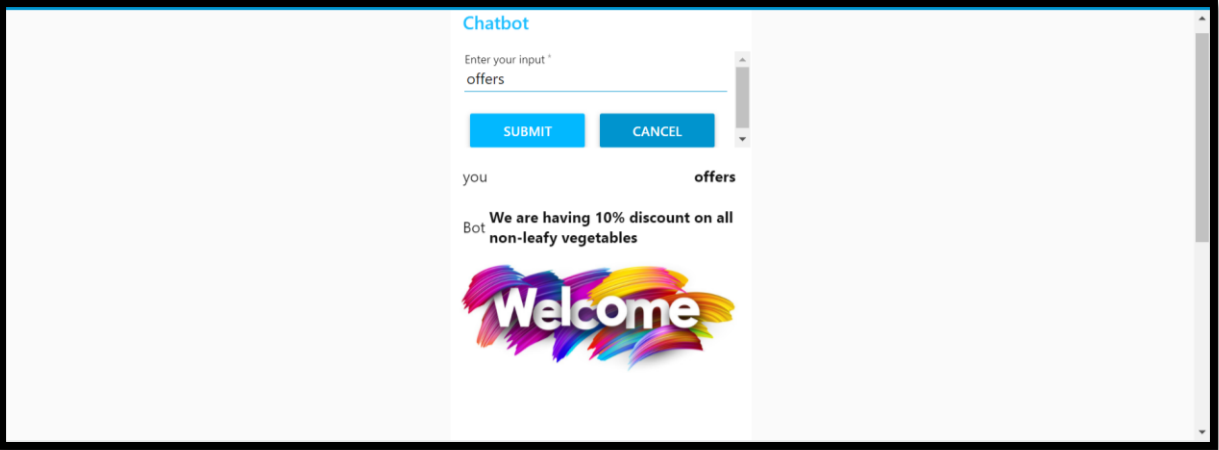 Chatbot
Enter your input *
offers
SUBMIT CANCEL
you offers
Bot We are having 10% discount on all
non-leafy vegetables
Welcome